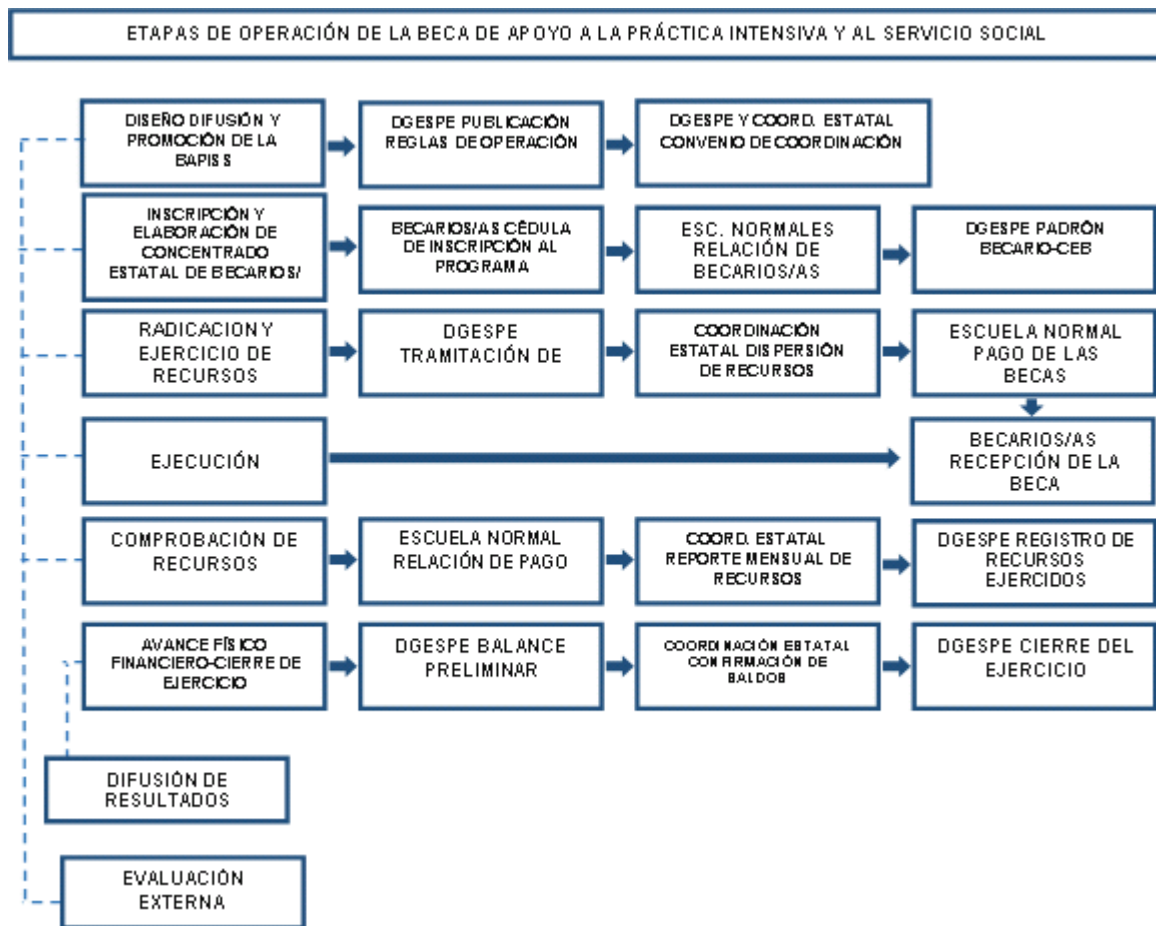 ETAPAS DE OPERACIÓN DE LA BECA DE APOYO A LA PRÁCTICA INTENSIVA Y AL SERVICIO SOCIAL
DISEÑO DIFUSIÓN Y
PROMOCIÓN DE LA
BAPISS
DGESPE PUBLICACIÓN
REGLAS DE OPERACIÓN
DGESPE Y COORD. ESTATAL
CONVENIO DE COORDINACIÓN
INSCRIPCIÓN Y
ELABORACIÓN DE
CONCENTRADO
ESTATAL DE BECARIOS/
BECARIOS/AS CÉDULA
DE INSCRIPCIÓN AL
PROGRAMA
ESC. NORMALES
RELACIÓN DE
BECARIOS/AS
DGESPE PADRÓN
BECARIO-CEB
RADICACION Y
EJERCICIO DE
RECURSOS
DGESPE
TRAMITACIÓN DE
COORDINACIÓN
ESTATAL DISPERSIÓN
DE RECURSOS
ESCUELA NORMAL
PAGO DE LAS
BECAS
EJECUCIÓN
BECARIOS/AS
RECEPCIÓN DE LA
BECA
COMPROBACIÓN DE
RECURSOS
ESCUELA NORMAL
RELACIÓN DE PAGO
COORD. ESTATAL
REPORTE MENSUAL DE
RECURSOS
DGESPE REGISTRO DE
RECURSOS
EJERCIDOS
AVANCE FÍSICO
FINANCIERO-CIERRE DE
EJERCICIO
DGESPE BALANCE
PRELIMINAR
COORDINACIÓN ESTATAL
CONFIRMACIÓN DE
SALDOS
DGESPE CIERRE DEL
EJERCICIO
DIFUSIÓN DE
RESULTADOS
EVALUACIÓN
EXTERNA